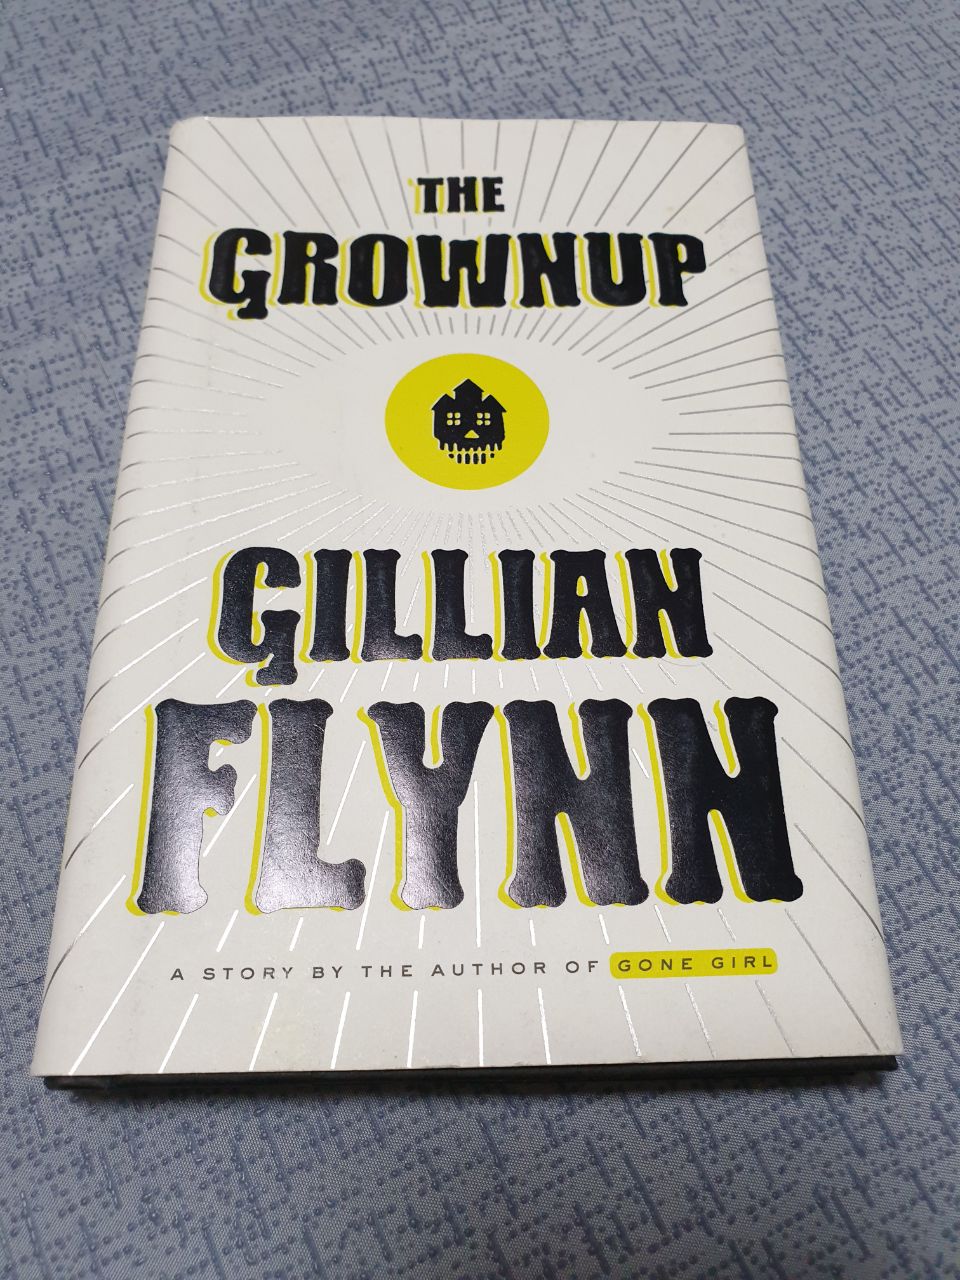 THE
GROWNUP
GILLIAN
FLYNN
A STORY BY THE AUTHOR OF GONE GIRL